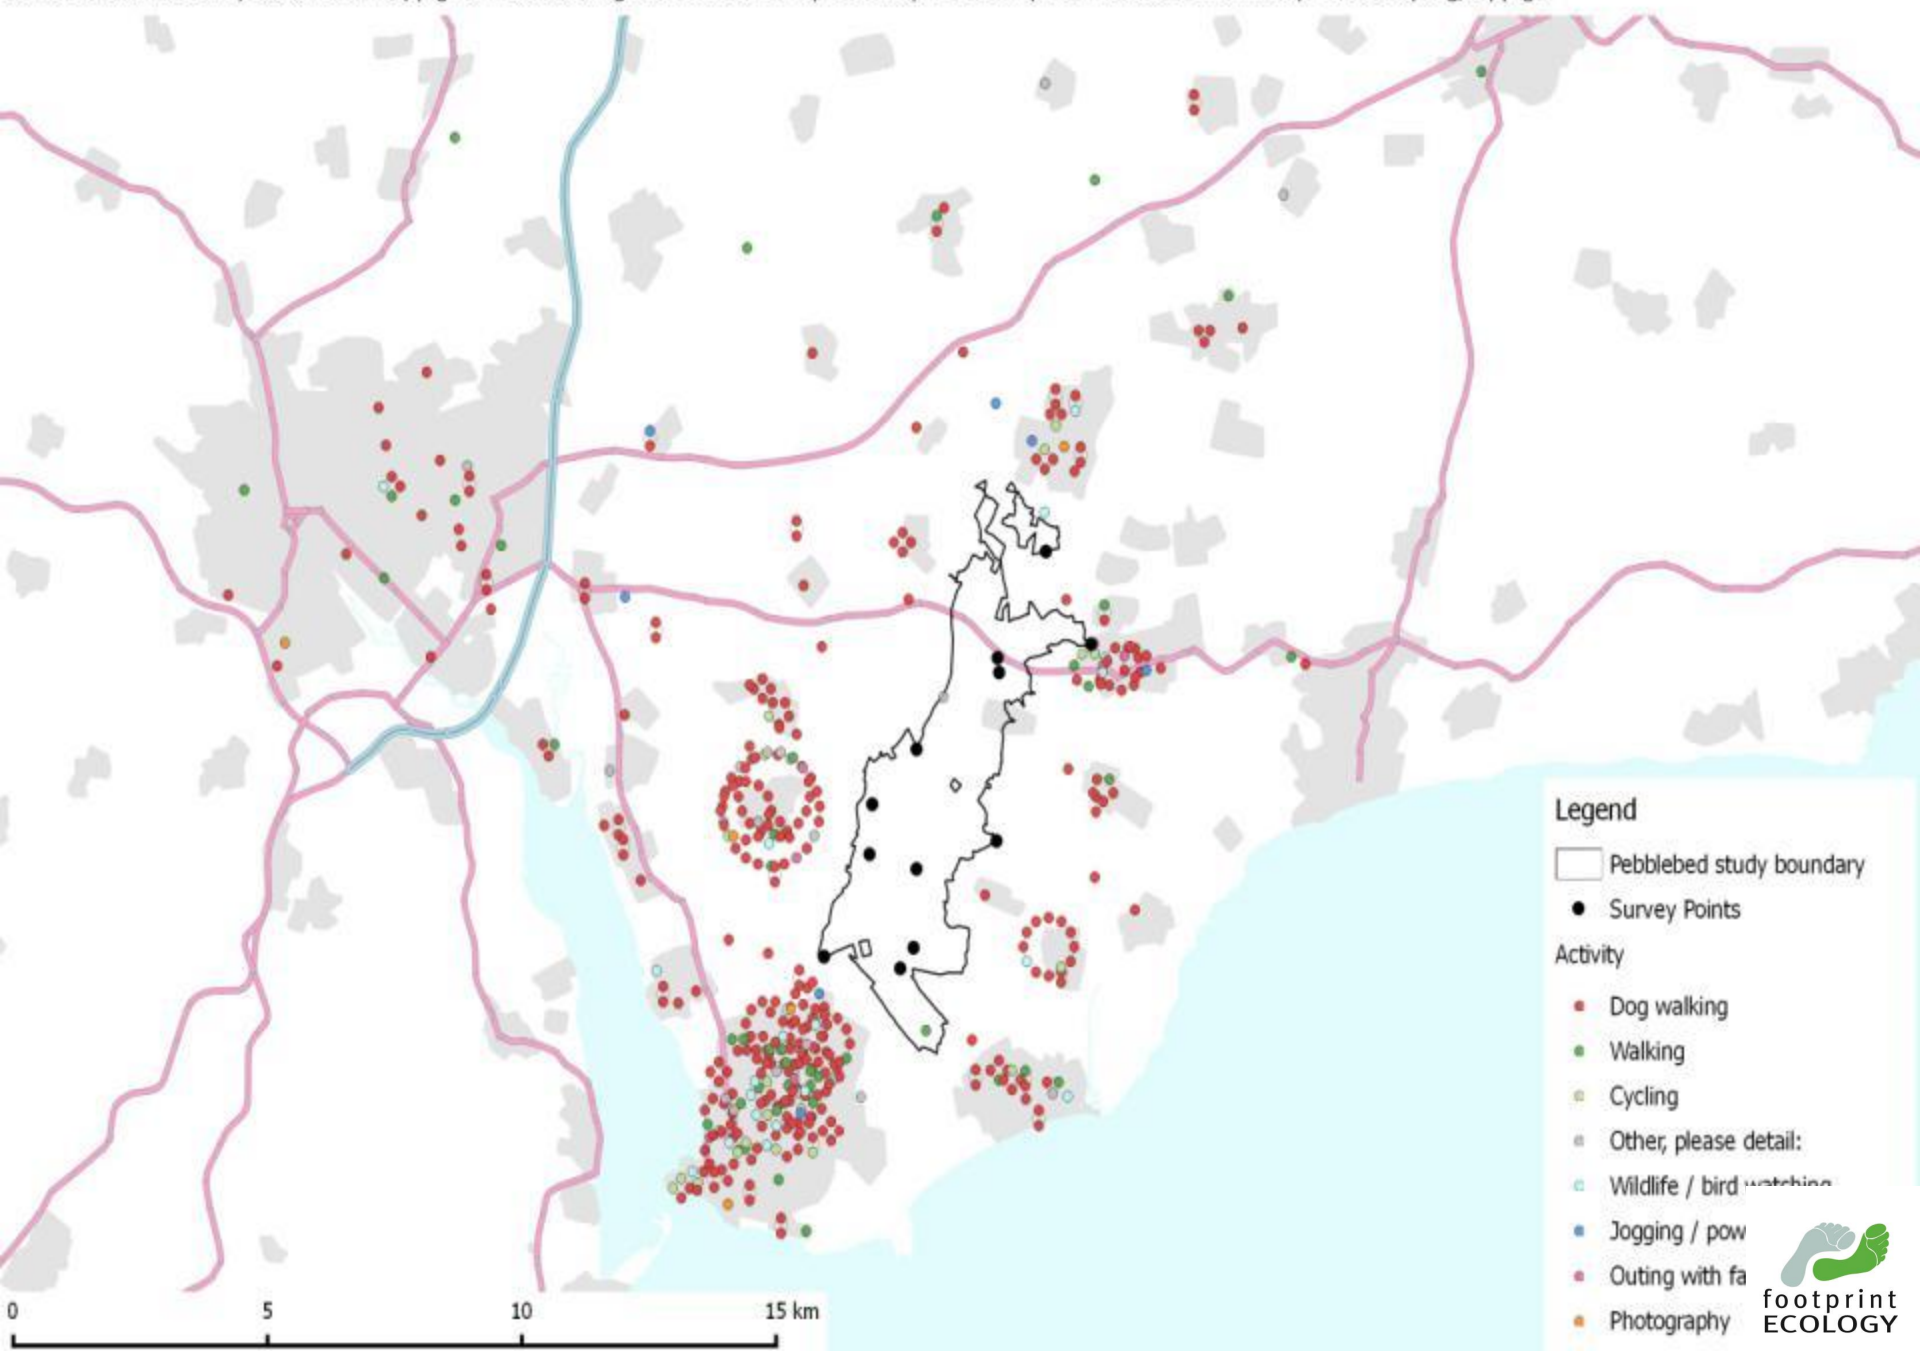 Legend
Pebblebed study boundary
Survey Points
Activity
Dog walking
Walking
Cycling
Other, please detail:
Wildlife / bird watching
Jogging / pow
Outing with fa
Photography
0 5 10 15 km
footprint
ECOLOGY